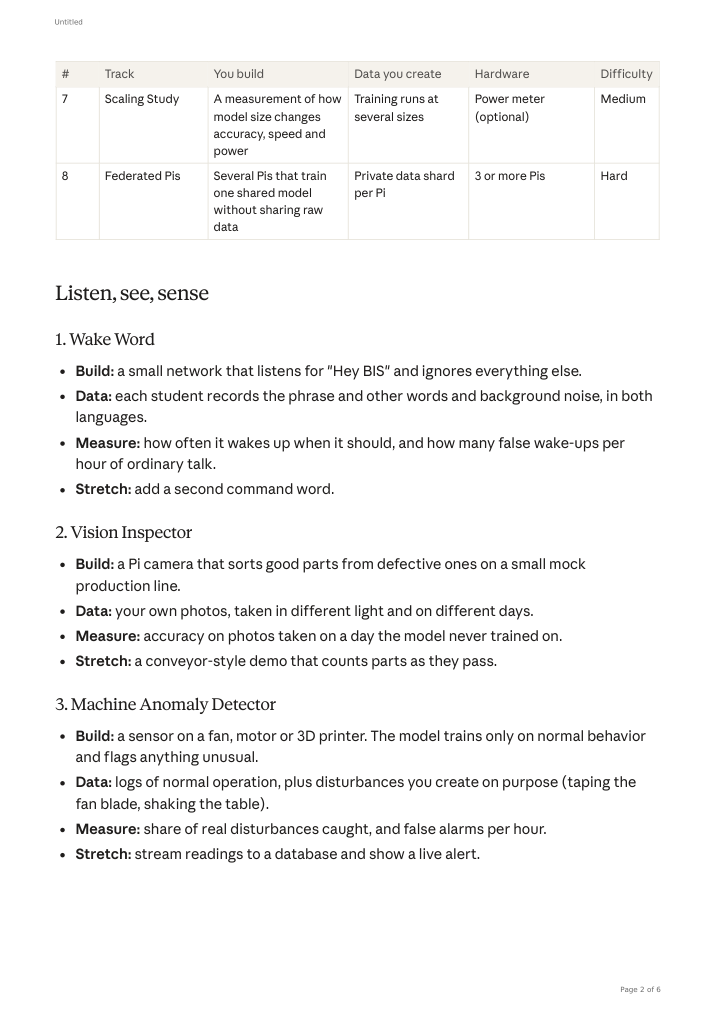 Untitled
# Track You build Data you create Hardware Difficulty
7 Scaling Study A measurement of how model size changes accuracy, speed and power Training runs at several sizes Power meter (optional) Medium
8 Federated Pis Several Pis that train one shared model without sharing raw data Private data shard per Pi 3 or more Pis Hard
Listen, see, sense
1. Wake Word
• Build: a small network that listens for "Hey BIS" and ignores everything else.
• Data: each student records the phrase and other words and background noise, in both
languages.
• Measure: how often it wakes up when it should, and how many false wake-ups per
hour of ordinary talk.
• Stretch: add a second command word.
2. Vision Inspector
• Build: a Pi camera that sorts good parts from defective ones on a small mock
production line.
• Data: your own photos, taken in different light and on different days.
• Measure: accuracy on photos taken on a day the model never trained on.
• Stretch: a conveyor-style demo that counts parts as they pass.
3. Machine Anomaly Detector
• Build: a sensor on a fan, motor or 3D printer. The model trains only on normal behavior
and flags anything unusual.
• Data: logs of normal operation, plus disturbances you create on purpose (taping the
fan blade, shaking the table).
• Measure: share of real disturbances caught, and false alarms per hour.
• Stretch: stream readings to a database and show a live alert.
Page 2 of 6